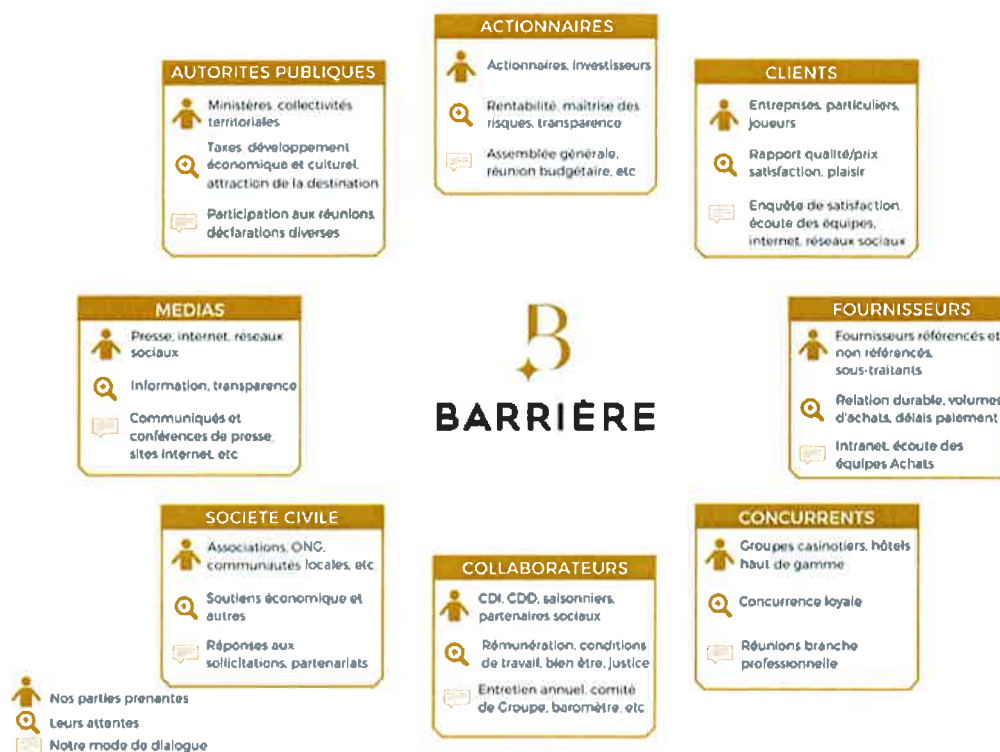 ACTIONNAIRES
Actionnaires, investisseurs
Rentabilité, maîtrise des
risques, transparence
Assemblée générale,
réunion budgétaire, etc
AUTORITES PUBLIQUES
Ministères, collectivités
territoriales
Taxes, développement
économique et culturel,
attraction de la destination
Participation aux réunions,
déclarations diverses
CLIENTS
Entreprises, particuliers,
joueurs
Rapport qualité/prix
satisfaction, plaisir
Enquête de satisfaction,
écoute des équipes,
internet, réseaux sociaux
MEDIAS
Presse, internet, réseaux
sociaux
Information, transparence
Communiqués et
conférences de presse,
sites internet, etc
B
BARRIÈRE
FOURNISSEURS
Fournisseurs référencés et
non référencés,
sous-traitants
Relation durable, volumes
d'achats, délais paiement
Intranet, écoute des
équipes Achats
SOCIETE CIVILE
Associations, ONG,
communautés locales, etc
Soutiens économique et
autres
Réponses aux
sollicitations, partenariats
COLLABORATEURS
CDI, CDD, saisonniers,
partenaires sociaux
Rémunération, conditions
de travail, bien être, justice
Entretien annuel, comité
de Groupe, baromètre, etc
CONCURRENTS
Groupes casinotiers, hôtels
haut de gamme
Concurrence loyale
Réunions branche
professionnelle
Nos parties prenantes
Leurs attentes
Notre mode de dialogue